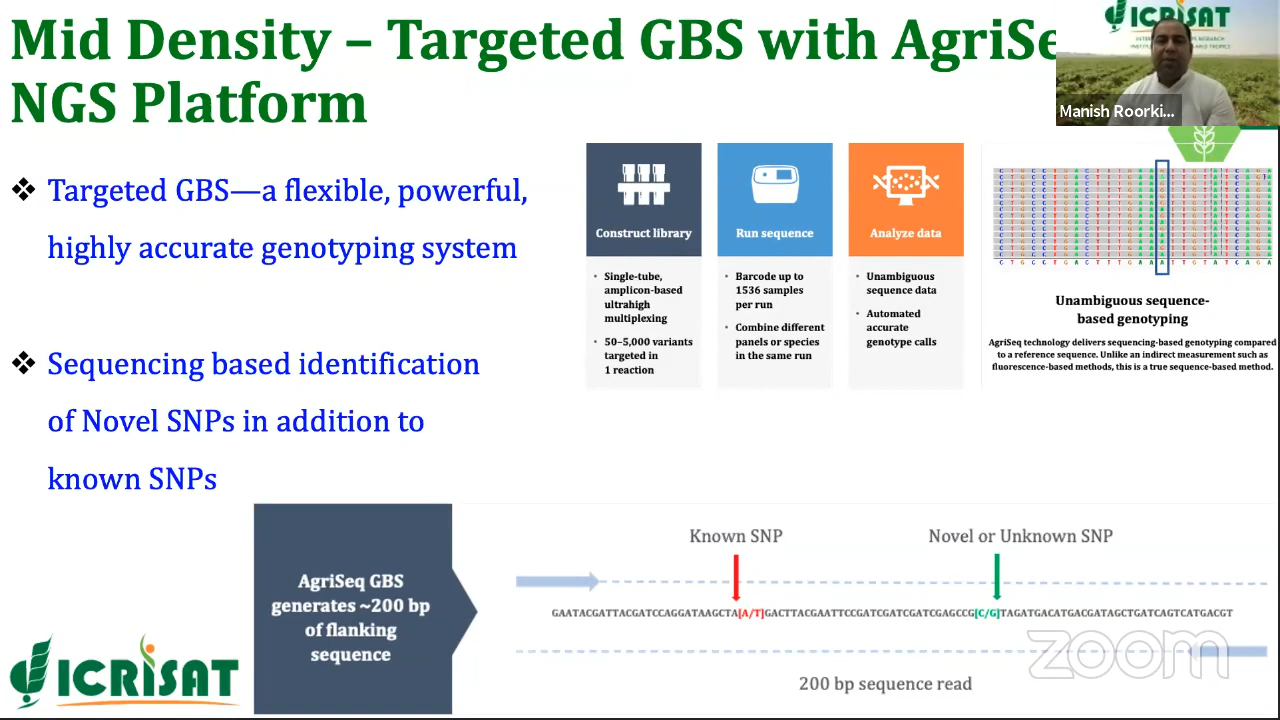 Mid Density – Targeted GBS with AgriSe
NGS Platform
ICRISAT
Manish Roorki...
❖ Targeted GBS—a flexible, powerful,
highly accurate genotyping system
❖ Sequencing based identification
of Novel SNPs in addition to
known SNPs
Construct library
• Single-tube,
amplicon-based
ultrahigh
multiplexing
• 50–5,000 variants
targeted in
1 reaction
Run sequence
• Barcode up to
1536 samples
per run
• Combine different
panels or species
in the same run
Analyze data
• Unambiguous
sequence data
• Automated
accurate
genotype calls
C T G C C T G A C T T T G A A A T T G T A T C A G A
Unambiguous sequence-
based genotyping
AgriSeq technology delivers sequencing-based genotyping compared
to a reference sequence. Unlike an indirect measurement such as
fluorescence-based methods, this is a true sequence-based method.
AgriSeq GBS
generates ~200 bp
of flanking
sequence
Known SNP
Novel or Unknown SNP
GAATACGATTACGATCCAGGATAAGCTA[A/T]GACTTACGAATTCCGATCGATCGATCGAGCCG[C/G]TAGATGACATGACGATAGCTGATCAGTCATGACGT
200 bp sequence read
ICRISAT
zoom